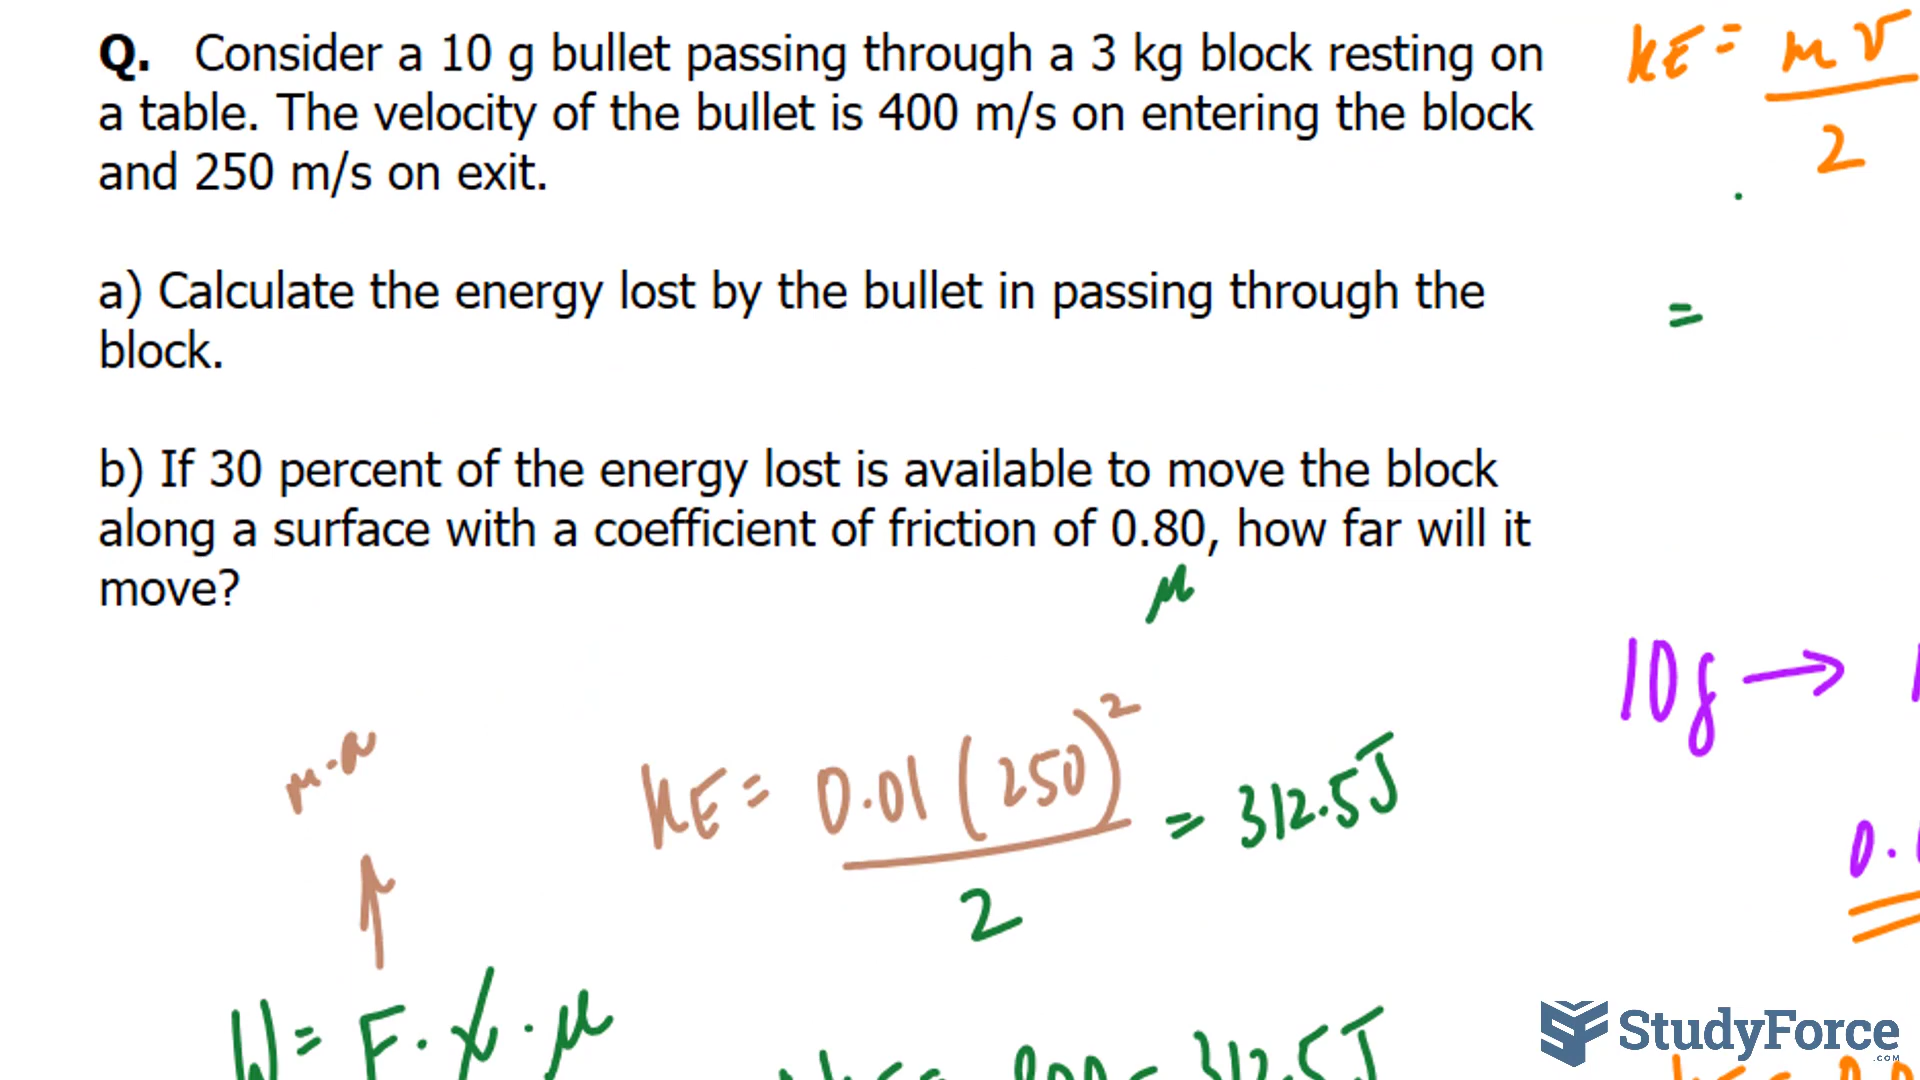 Q. Consider a 10 g bullet passing through a 3 kg block resting on
a table. The velocity of the bullet is 400 m/s on entering the block
and 250 m/s on exit.
KE = mv
2
a) Calculate the energy lost by the bullet in passing through the
block.
=
b) If 30 percent of the energy lost is available to move the block
along a surface with a coefficient of friction of 0.80, how far will it
move?
μ
10g →
m·a
KE = 0.01 (250)²
2
= 312.5J
0.
W = F · x · μ
312.5J
StudyForce
.COM